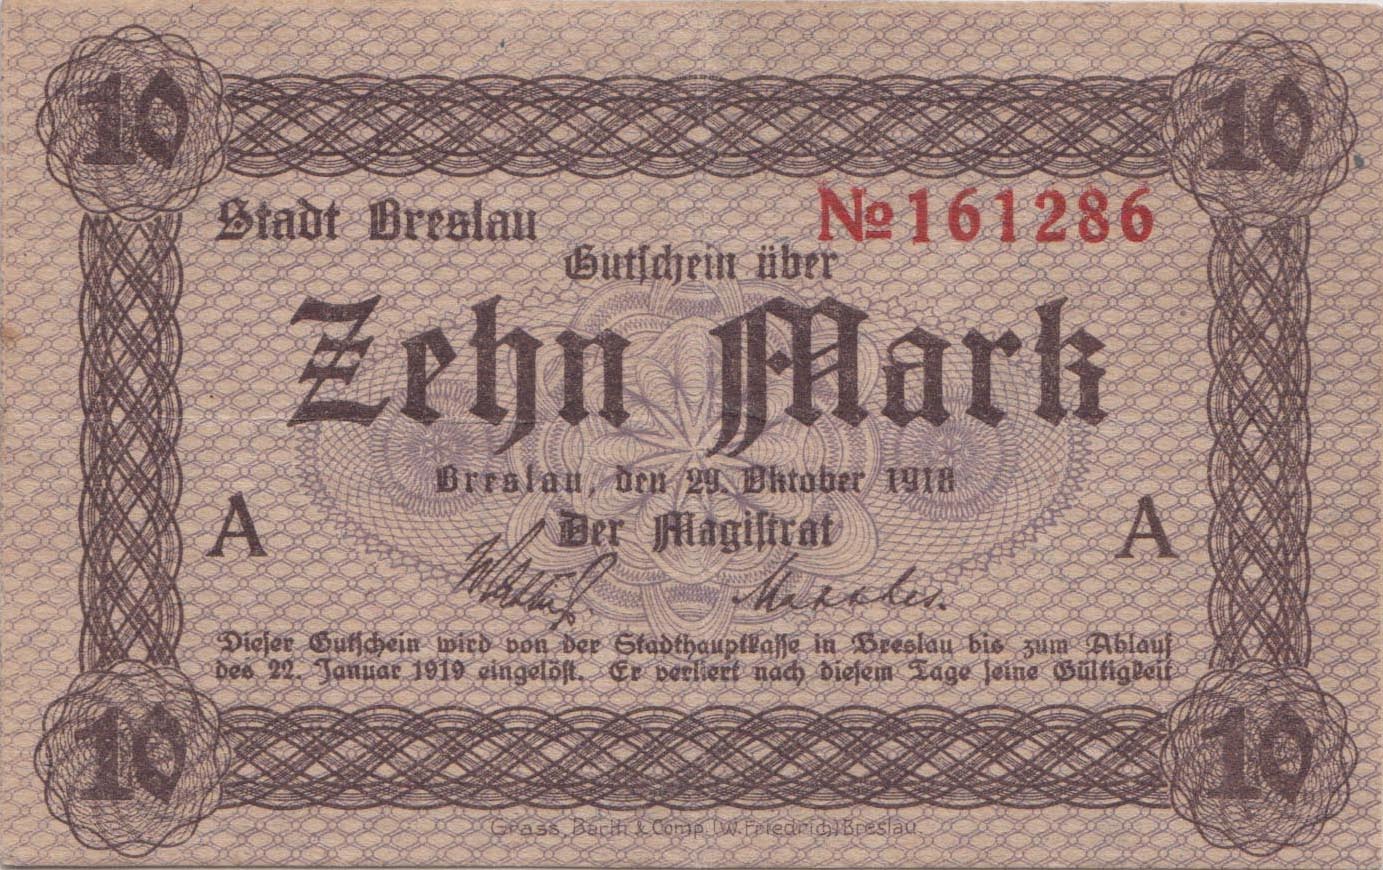 10 10
Stadt Breslau № 161286
Gutschein über
Zehn Mark
Breslau, den 29. Oktober 1918
A Der Magistrat A
Dieser Gutschein wird von der Stadthauptkasse in Breslau bis zum Ablauf
des 22. Januar 1919 eingelöst. Er verliert nach diesem Tage seine Gültigkeit
10 10
Grass, Barth & Comp. (W. Friedrich) Breslau.